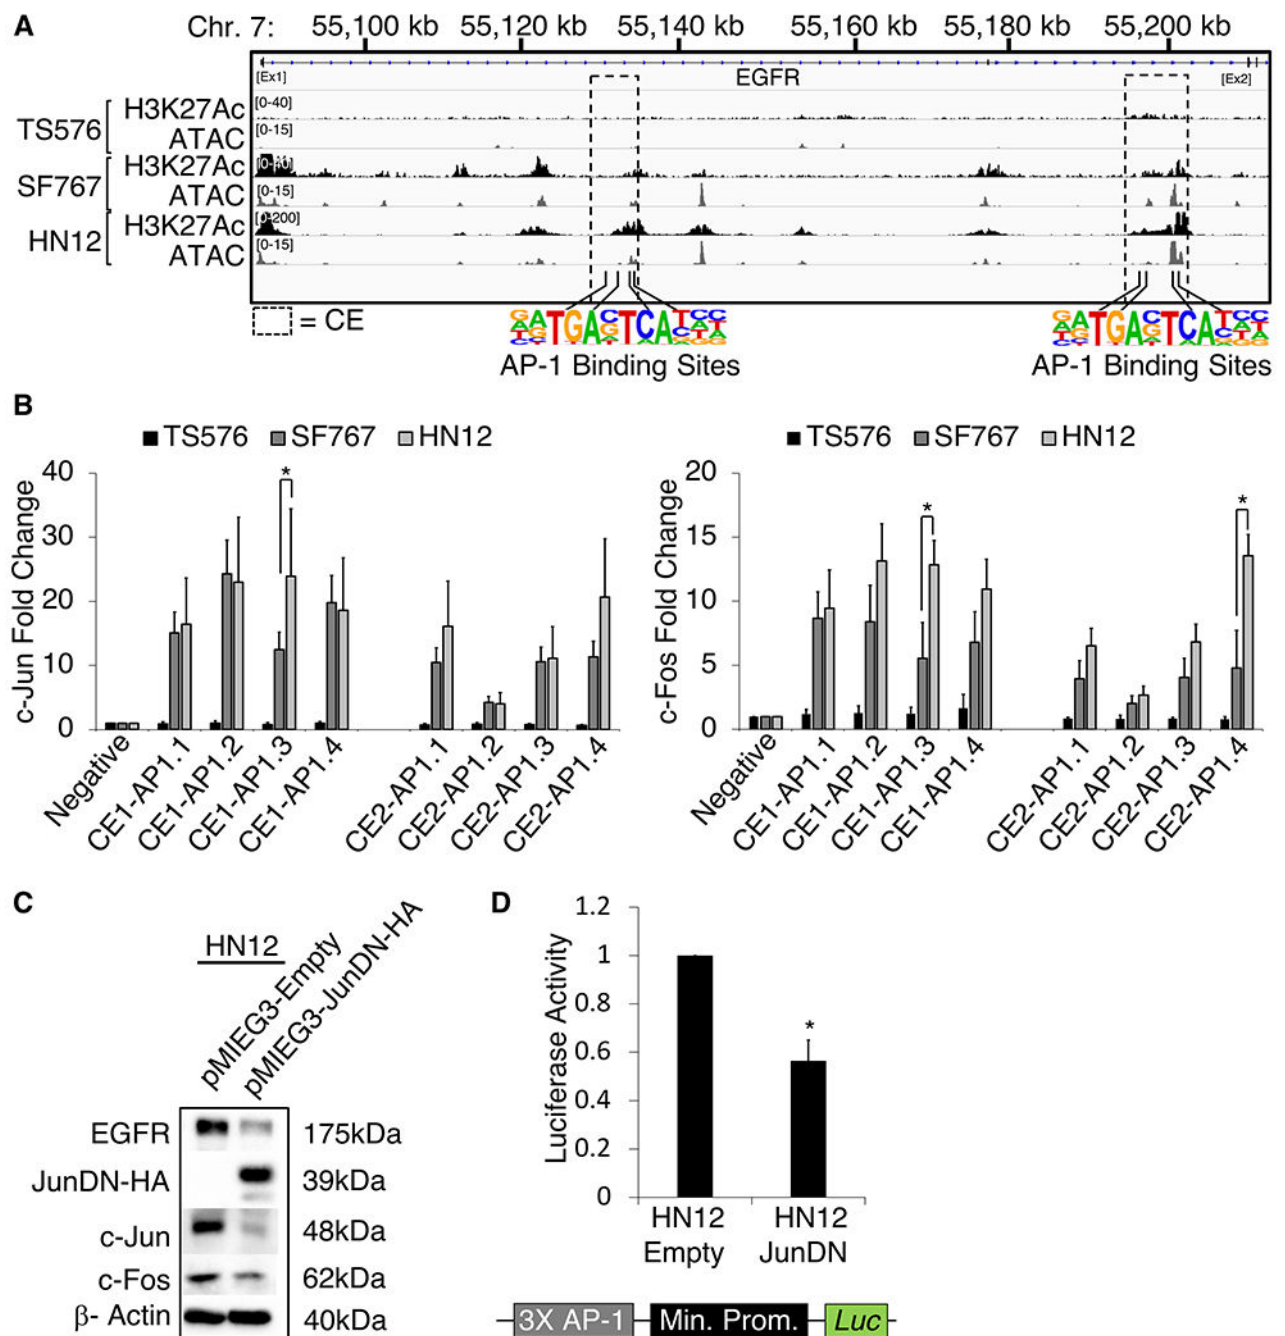 A
Chr. 7: 55,100 kb 55,120 kb 55,140 kb 55,160 kb 55,180 kb 55,200 kb
[Ex1] EGFR [Ex2]
TS576 H3K27Ac [0-40]
ATAC [0-15]
SF767 H3K27Ac [0-40]
ATAC [0-15]
HN12 H3K27Ac [0-200]
ATAC [0-15]
= CE
AP-1 Binding Sites AP-1 Binding Sites
B
TS576 SF767 HN12
c-Jun Fold Change
40
30
20
10
0
*
Negative
CE1-AP1.1
CE1-AP1.2
CE1-AP1.3
CE1-AP1.4
CE2-AP1.1
CE2-AP1.2
CE2-AP1.3
CE2-AP1.4
TS576 SF767 HN12
c-Fos Fold Change
20
15
10
5
0
* *
Negative
CE1-AP1.1
CE1-AP1.2
CE1-AP1.3
CE1-AP1.4
CE2-AP1.1
CE2-AP1.2
CE2-AP1.3
CE2-AP1.4
C
HN12
pMIEG3-Empty
pMIEG3-JunDN-HA
EGFR 175kDa
JunDN-HA 39kDa
c-Jun 48kDa
c-Fos 62kDa
β- Actin 40kDa
D
Luciferase Activity
1.2
1
0.8
0.6
0.4
0.2
0
*
HN12 Empty
HN12 JunDN
3X AP-1 Min. Prom. Luc